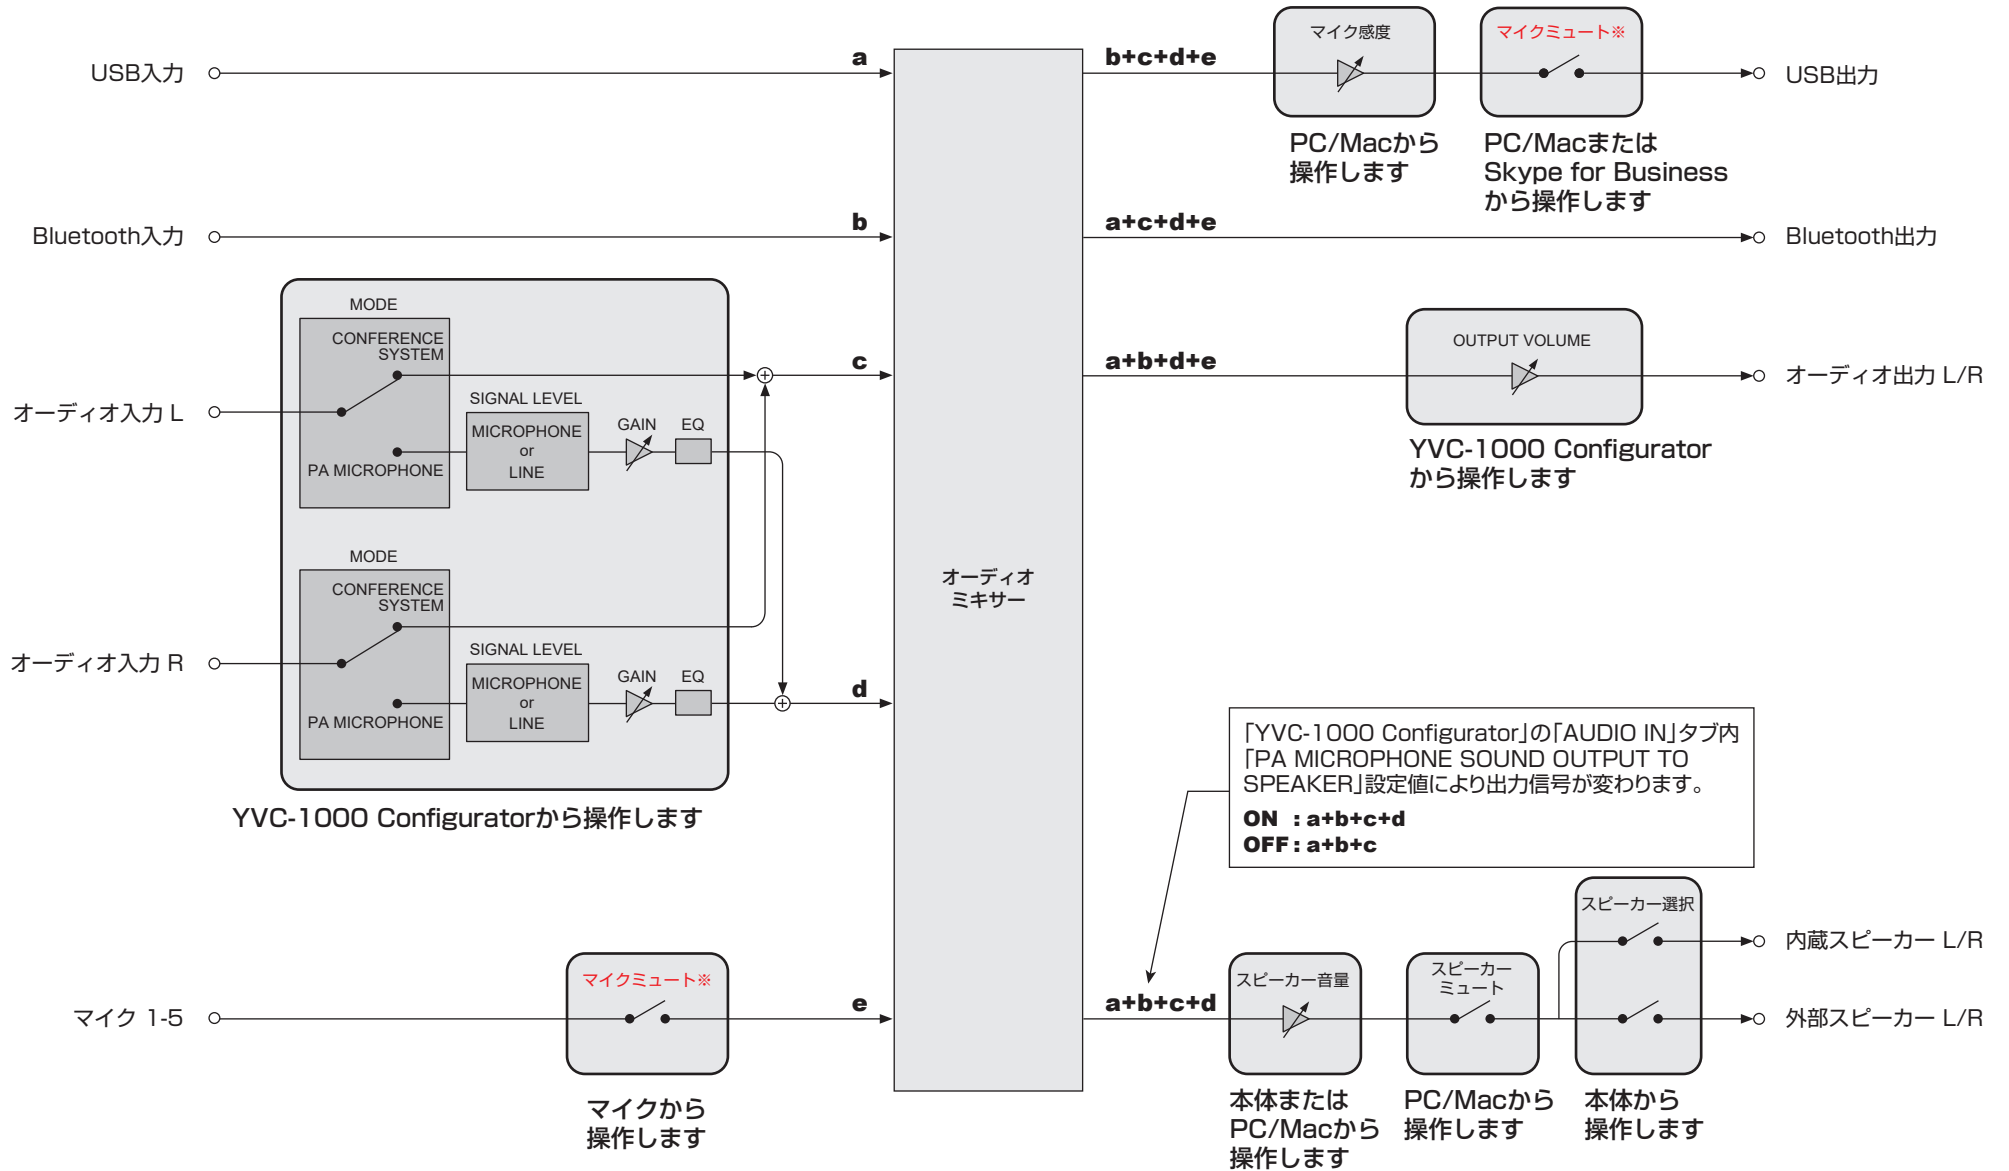 USB入力
a
b+c+d+e
マイク感度
マイクミュート※
USB出力
PC/Macから
操作します
PC/Macまたは
Skype for Business
から操作します
Bluetooth入力
b
a+c+d+e
Bluetooth出力
MODE
CONFERENCE
SYSTEM
オーディオ入力 L
PA MICROPHONE
SIGNAL LEVEL
MICROPHONE
or
LINE
GAIN
EQ
c
a+b+d+e
OUTPUT VOLUME
オーディオ出力 L/R
YVC-1000 Configurator
から操作します
MODE
CONFERENCE
SYSTEM
オーディオ入力 R
PA MICROPHONE
SIGNAL LEVEL
MICROPHONE
or
LINE
GAIN
EQ
d
オーディオ
ミキサー
YVC-1000 Configuratorから操作します
「YVC-1000 Configurator」の「AUDIO IN」タブ内
「PA MICROPHONE SOUND OUTPUT TO
SPEAKER」設定値により出力信号が変わります。
ON : a+b+c+d
OFF : a+b+c
マイク 1-5
マイクミュート※
e
マイクから
操作します
a+b+c+d
スピーカー音量
本体または
PC/Macから
操作します
スピーカー
ミュート
PC/Macから
操作します
スピーカー選択
本体から
操作します
内蔵スピーカー L/R
外部スピーカー L/R